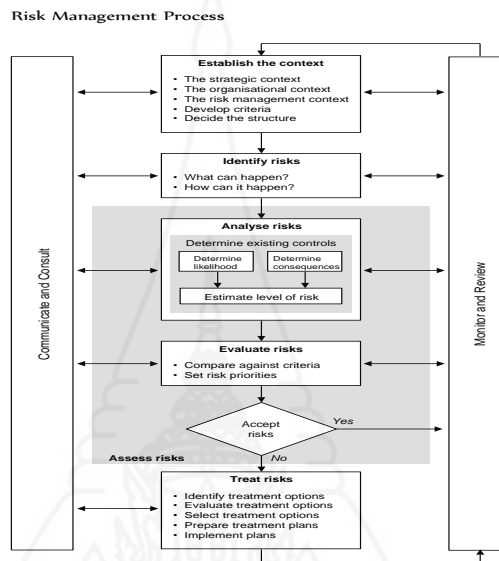 Risk Management Process
Establish the context
• The strategic context
• The organisational context
• The risk management context
• Develop criteria
• Decide the structure
Identify risks
• What can happen?
• How can it happen?
Analyse risks
Determine existing controls
Determine
likelihood
Determine
consequences
Estimate level of risk
Evaluate risks
• Compare against criteria
• Set risk priorities
Accept
risks
Yes
No
Assess risks
Treat risks
• Identify treatment options
• Evaluate treatment options
• Select treatment options
• Prepare treatment plans
• Implement plans
Communicate and Consult
Monitor and Review